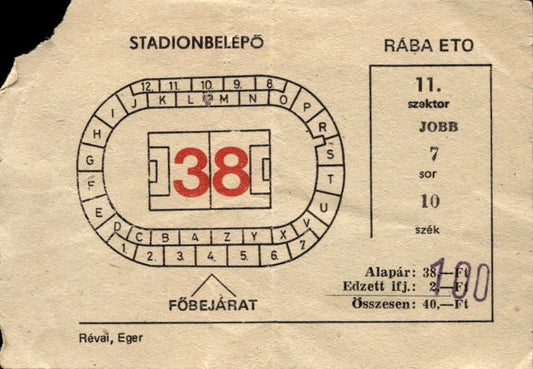 STADIONBELÉPŐ
RÁBA ETO
11.
szektor
JOBB
7
sor
10
szék
12. 11. 10. 9. 8.
I J K L M N O P
H R
G S
F T
E U
D C B A Z Y X V
1. 2. 3. 4. 5. 6. 7.
38
FŐBEJÁRAT
Alapár: 38,—Ft
Edzett ifj.: 2,—Ft
Összesen: 40,—Ft
100
Révai, Eger